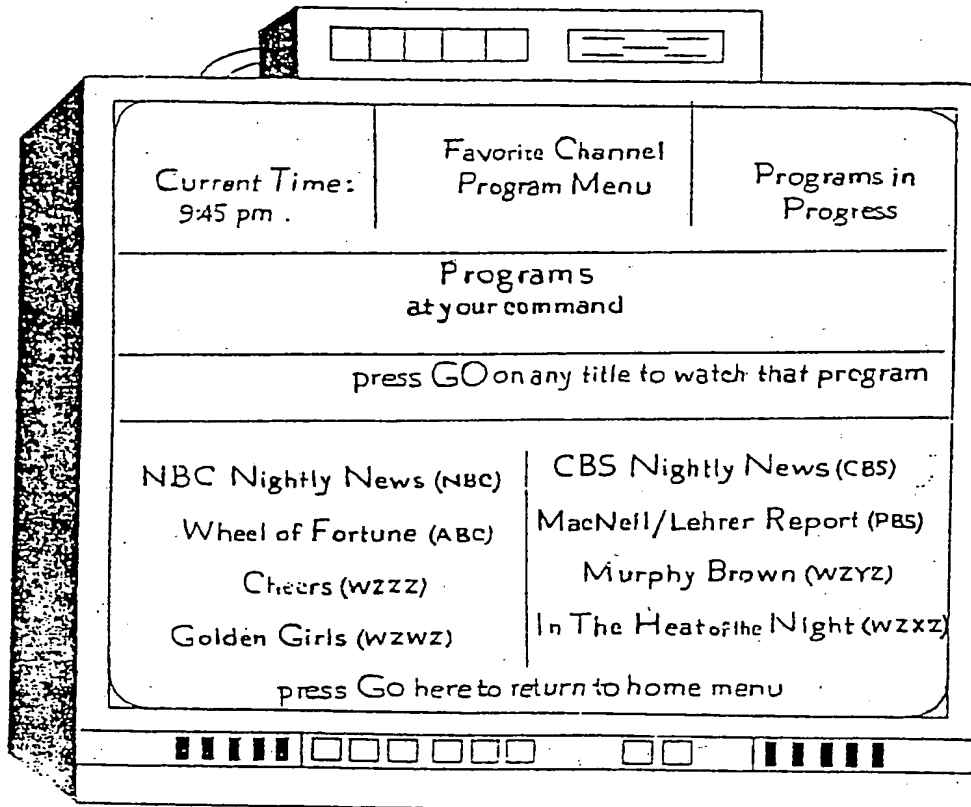 Current Time:
9:45 pm .
Favorite Channel
Program Menu
Programs in
Progress
Programs
at your command
press GO on any title to watch that program
NBC Nightly News (NBC)
Wheel of Fortune (ABC)
Cheers (WZZZ)
Golden Girls (WZWZ)
CBS Nightly News (CBS)
MacNeil/Lehrer Report (PBS)
Murphy Brown (WZYZ)
In The Heat of the Night (WZXZ)
press Go here to return to home menu